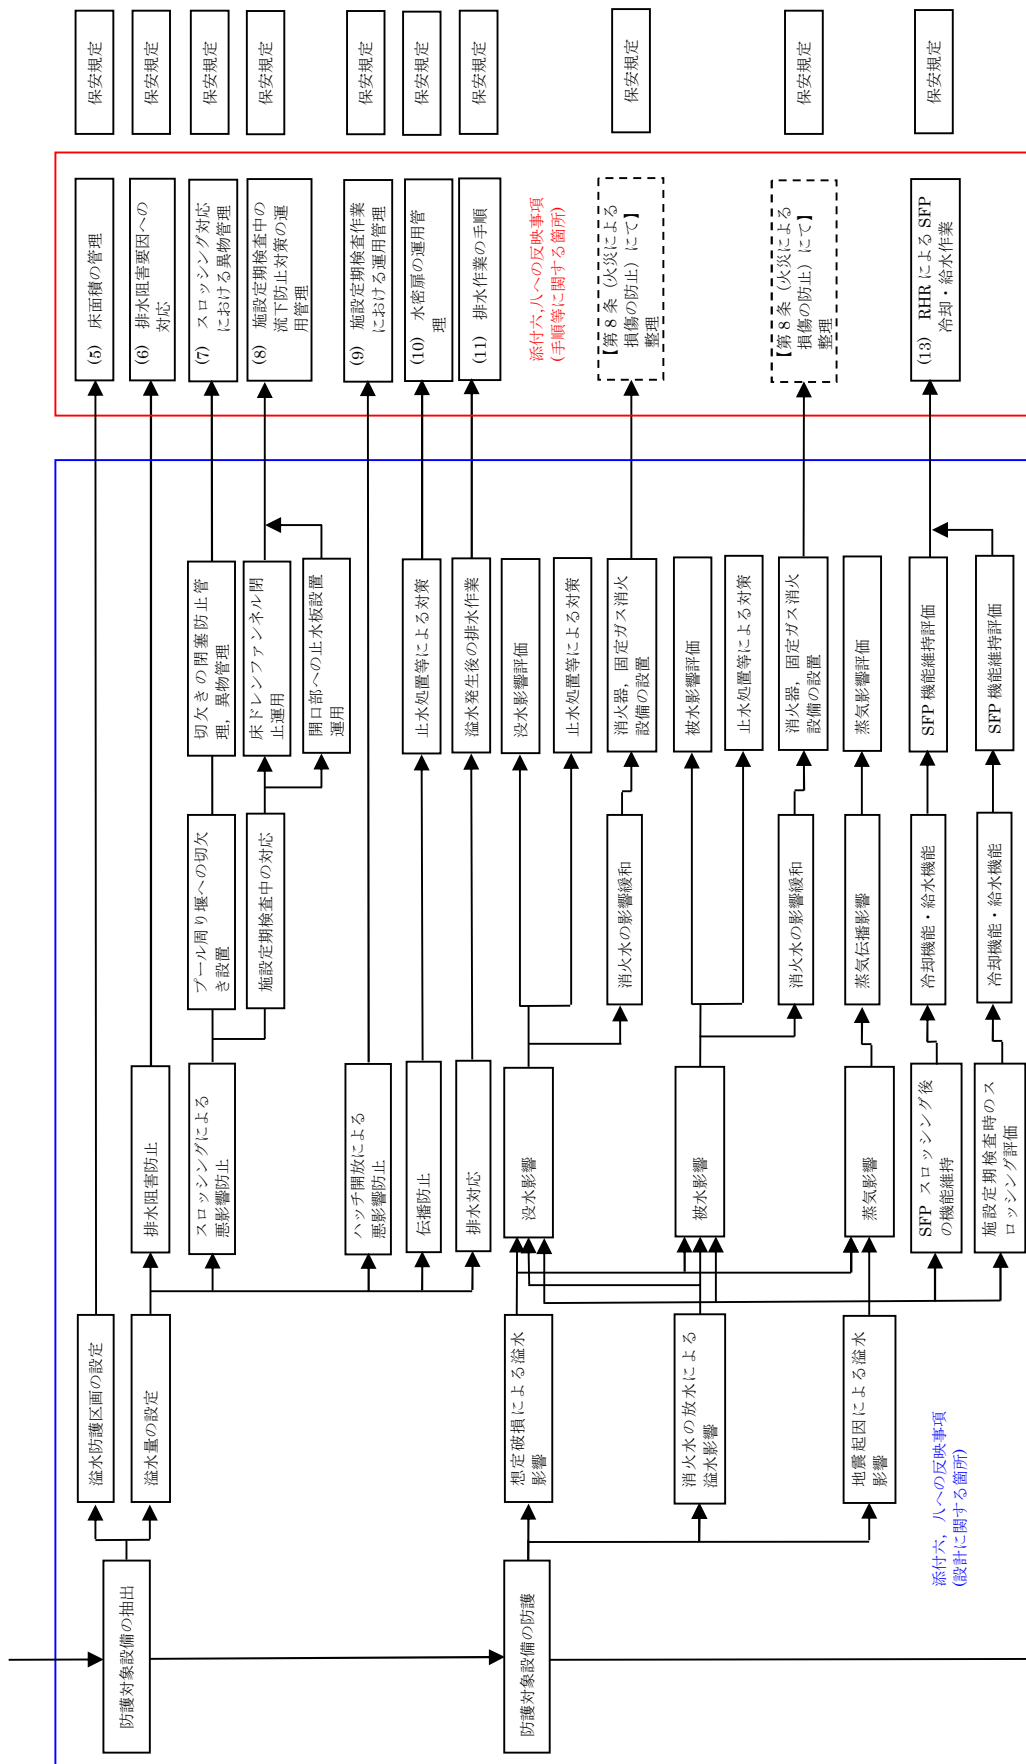 防護対象設備の抽出
溢水防護区画の設定
(5) 床面積の管理
保安規定
溢水量の設定
排水阻害防止
(6) 排水阻害要因への
対応
保安規定
スロッシングによる
悪影響防止
プール周り堰への切欠
き設置
切欠きの閉塞防止管
理，異物管理
(7) スロッシング対応
における異物管理
保安規定
施設定期検査中の対応
床ドレンファンネル閉
止運用
開口部への止水板設置
運用
(8) 施設定期検査中の
流下防止対策の運
用管理
保安規定
ハッチ開放による
悪影響防止
(9) 施設定期検査作業
における運用管理
保安規定
伝播防止
止水処置等による対策
(10) 水密扉の運用管
理
保安規定
排水対応
溢水発生後の排水作業
(11) 排水作業の手順
保安規定
防護対象設備の防護
想定破損による溢水
影響
没水影響
没水影響評価
止水処置等による対策
添付六,八への反映事項
(手順等に関する箇所)
消火水の影響緩和
消火器，固定ガス消火
設備の設置
【第８条（火災による
損傷の防止）にて】
整理
保安規定
消火水の放水による
溢水影響
被水影響
被水影響評価
止水処置等による対策
消火水の影響緩和
消火器，固定ガス消火
設備の設置
【第８条（火災による
損傷の防止）にて】
整理
保安規定
地震起因による溢水
影響
蒸気影響
蒸気伝播影響
蒸気影響評価
SFP スロッシング後
の機能維持
冷却機能・給水機能
SFP 機能維持評価
(13) RHR による SFP
冷却・給水作業
保安規定
施設定期検査時のス
ロッシング評価
冷却機能・給水機能
SFP 機能維持評価
添付六，八への反映事項
(設計に関する箇所)